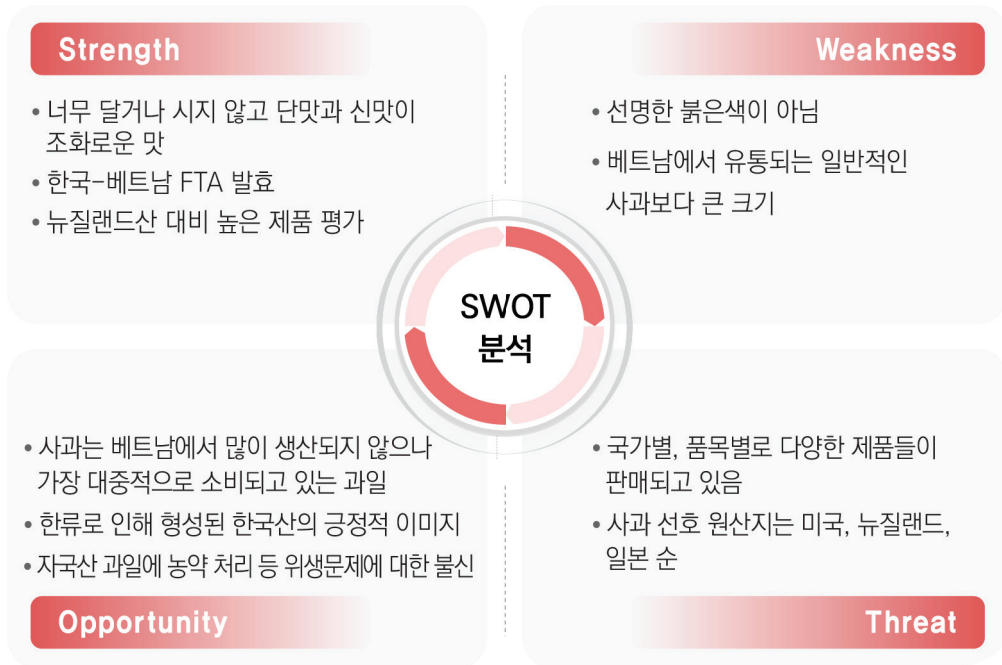 Strength
• 너무 달거나 시지 않고 단맛과 신맛이
조화로운 맛
• 한국-베트남 FTA 발효
• 뉴질랜드산 대비 높은 제품 평가
Weakness
• 선명한 붉은색이 아님
• 베트남에서 유통되는 일반적인
사과보다 큰 크기
SWOT
분석
• 사과는 베트남에서 많이 생산되지 않으나
가장 대중적으로 소비되고 있는 과일
• 한류로 인해 형성된 한국산의 긍정적 이미지
• 자국산 과일에 농약 처리 등 위생문제에 대한 불신
Opportunity
• 국가별, 품목별로 다양한 제품들이
판매되고 있음
• 사과 선호 원산지는 미국, 뉴질랜드,
일본 순
Threat